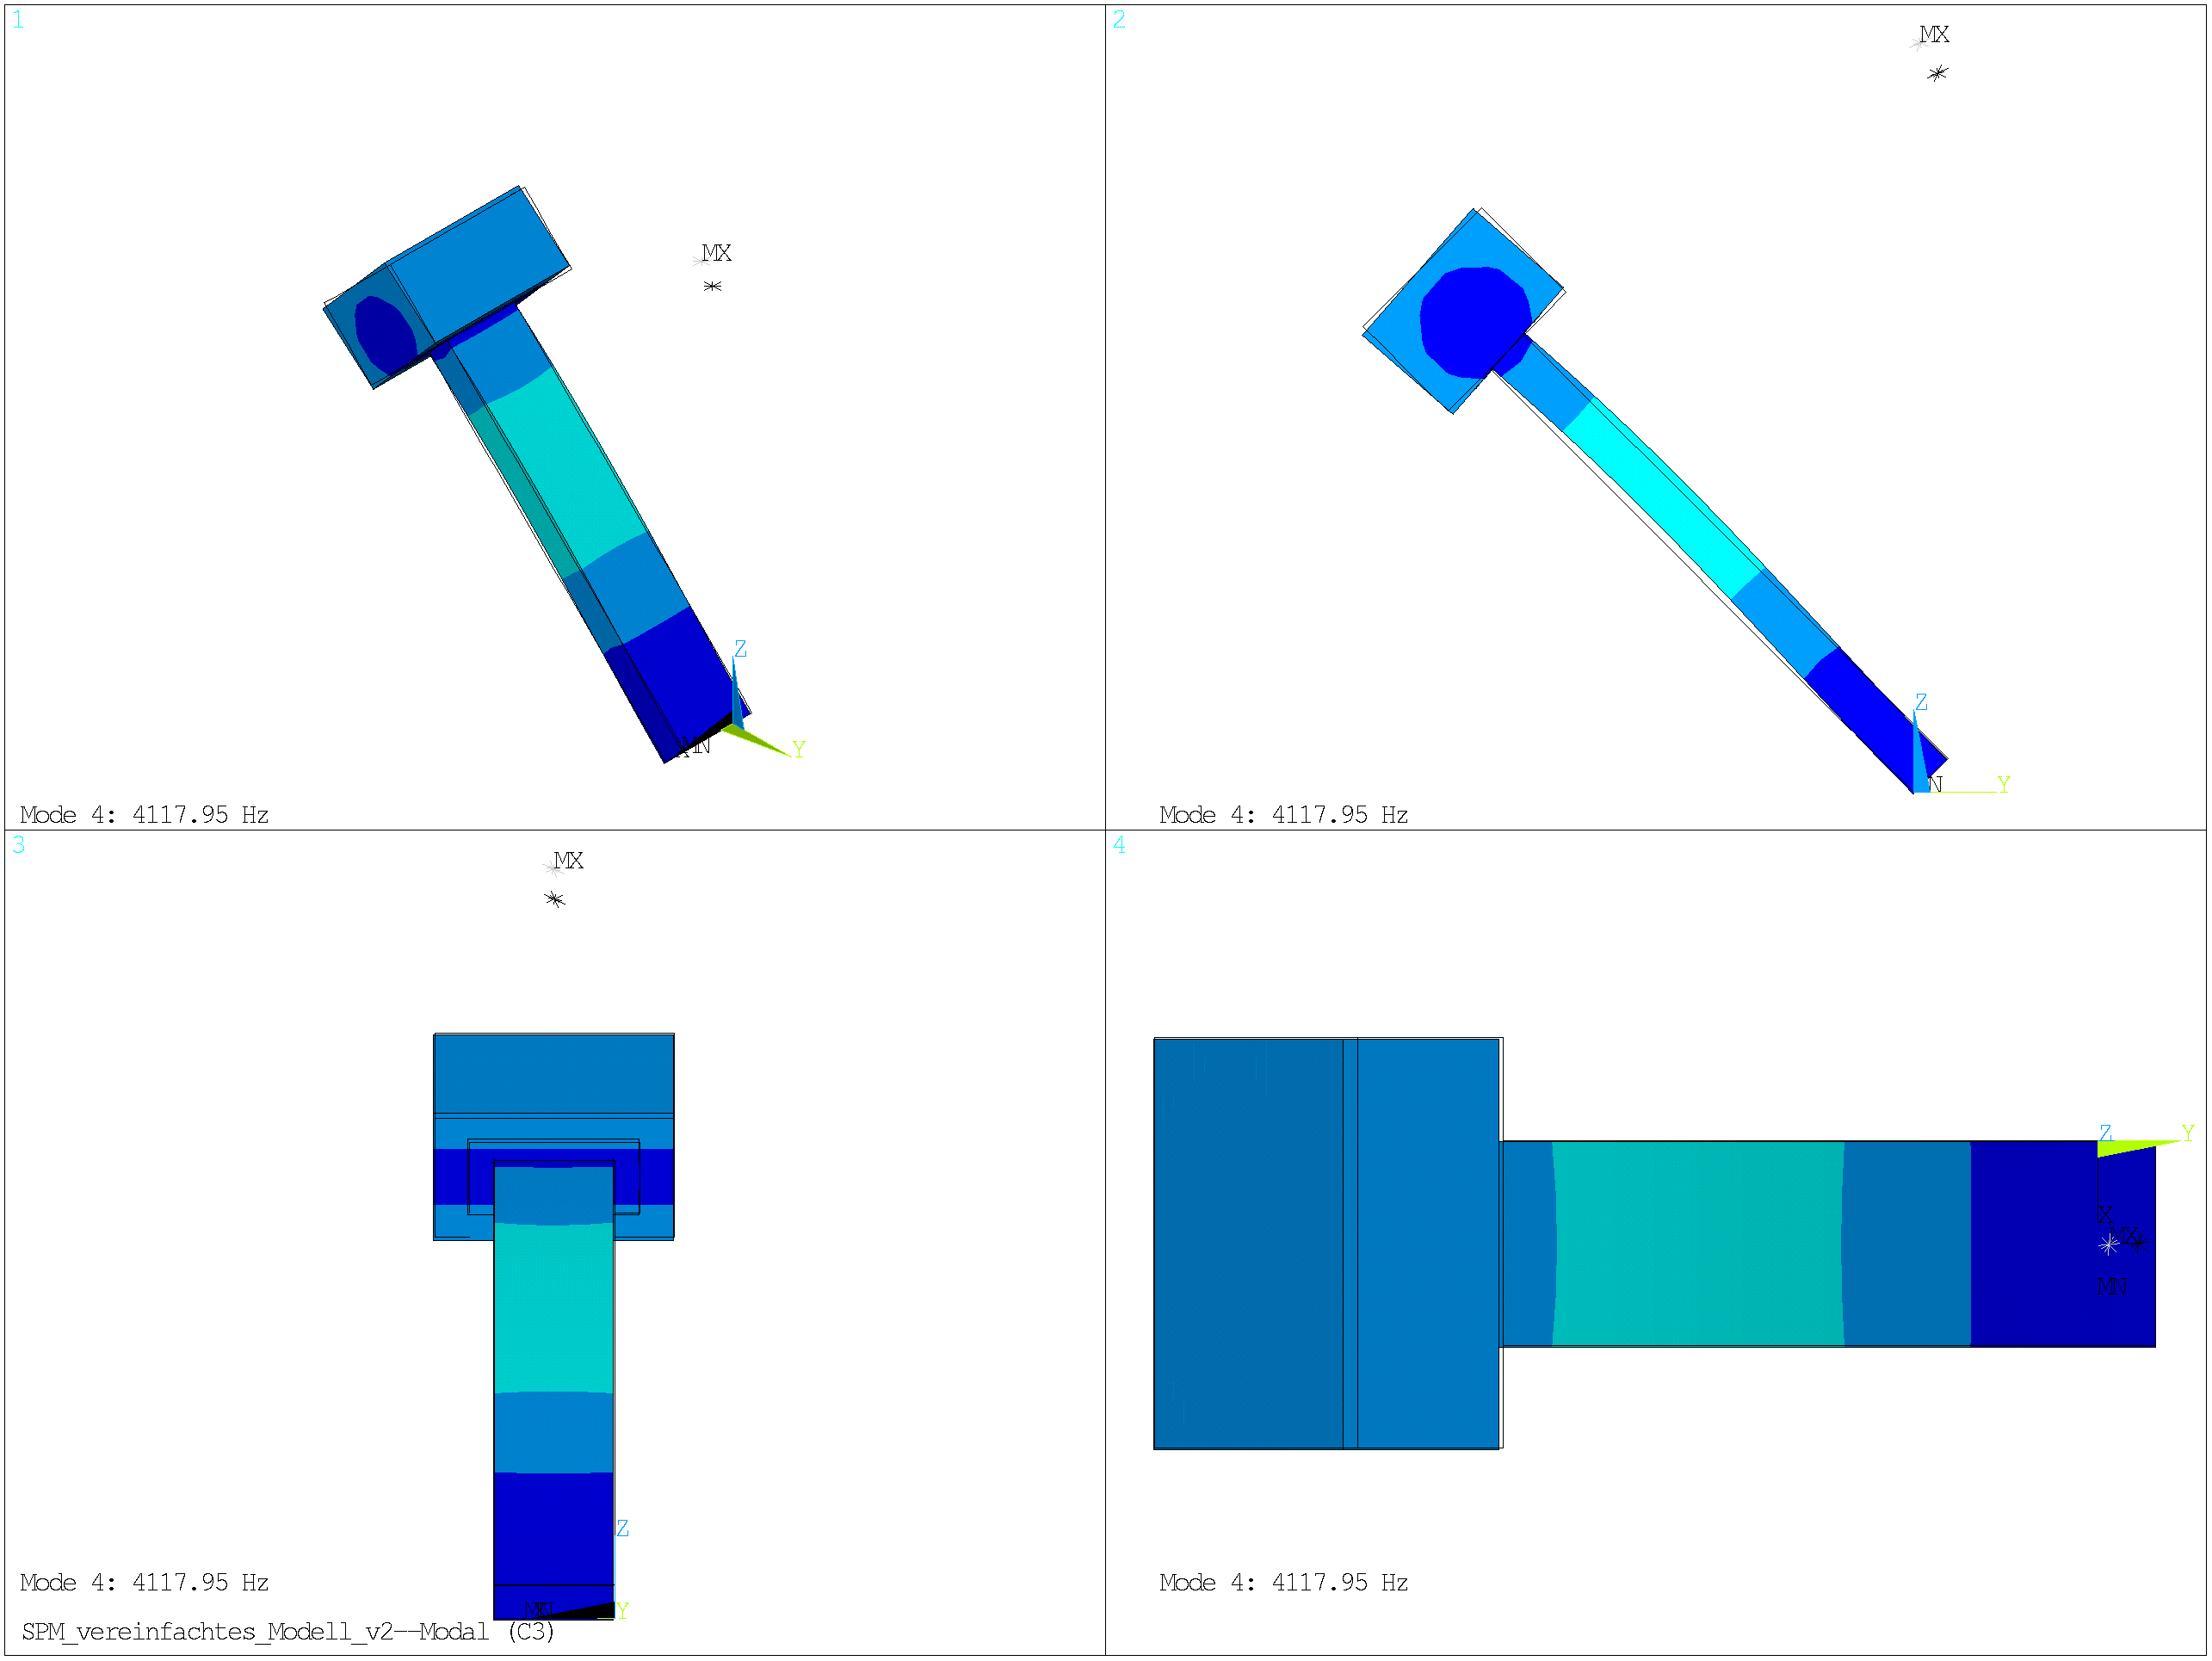 1
MX
Z
MN
Y
Mode 4: 4117.95 Hz
2
MX
Z
N
Y
Mode 4: 4117.95 Hz
3
MX
Z
MN
Y
Mode 4: 4117.95 Hz
SPM_vereinfachtes_Modell_v2--Modal (C3)
4
Z
Y
X
MX
MN
Mode 4: 4117.95 Hz